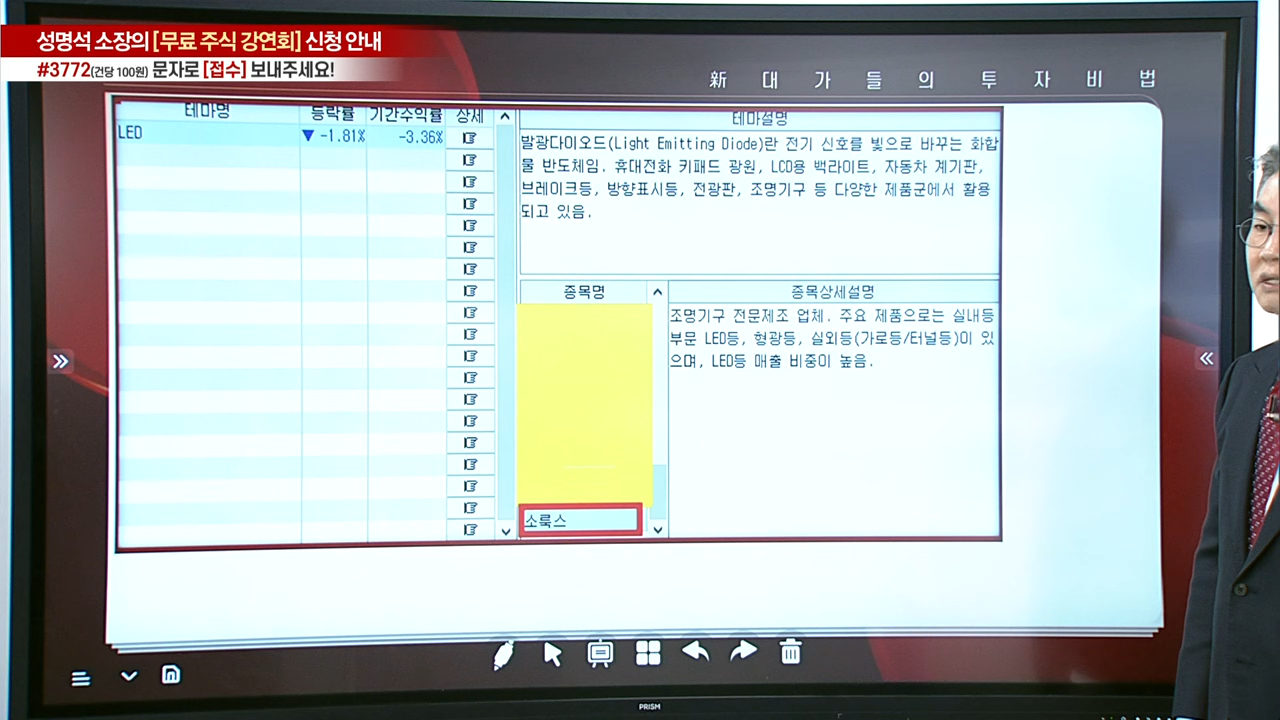 성명석 소장의 [무료 주식 강연회] 신청 안내
#3772(건당 100원) 문자로 [접수] 보내주세요!
新 대 가 들 의 투 자 비 법
테마명 등락률 기간수익률 상세
LED ▼ -1.81% -3.36%
테마설명
발광다이오드(Light Emitting Diode)란 전기 신호를 빛으로 바꾸는 화합
물 반도체임. 휴대전화 키패드 광원, LCD용 백라이트, 자동차 계기판,
브레이크등, 방향표시등, 전광판, 조명기구 등 다양한 제품군에서 활용
되고 있음.
종목명
소룩스
종목상세설명
조명기구 전문제조 업체. 주요 제품으로는 실내등
부문 LED등, 형광등, 실외등(가로등/터널등)이 있
으며, LED등 매출 비중이 높음.
PRISM